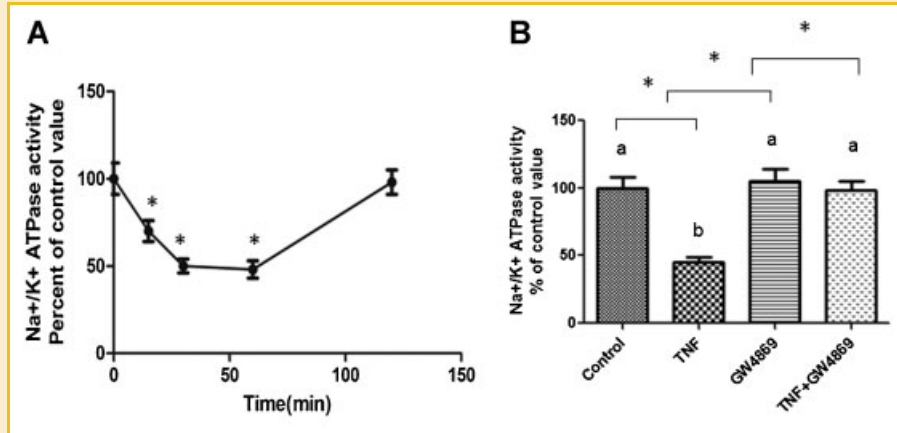 A
Na+/K+ ATPase activity
Percent of control value
150
100
50
0
*
*
*
0
50
100
150
Time(min)
B
*
*
*
Na+/K+ ATPase activity
% of control value
150
100
50
0
a
b
a
a
Control
TNF
GW4869
TNF+GW4869